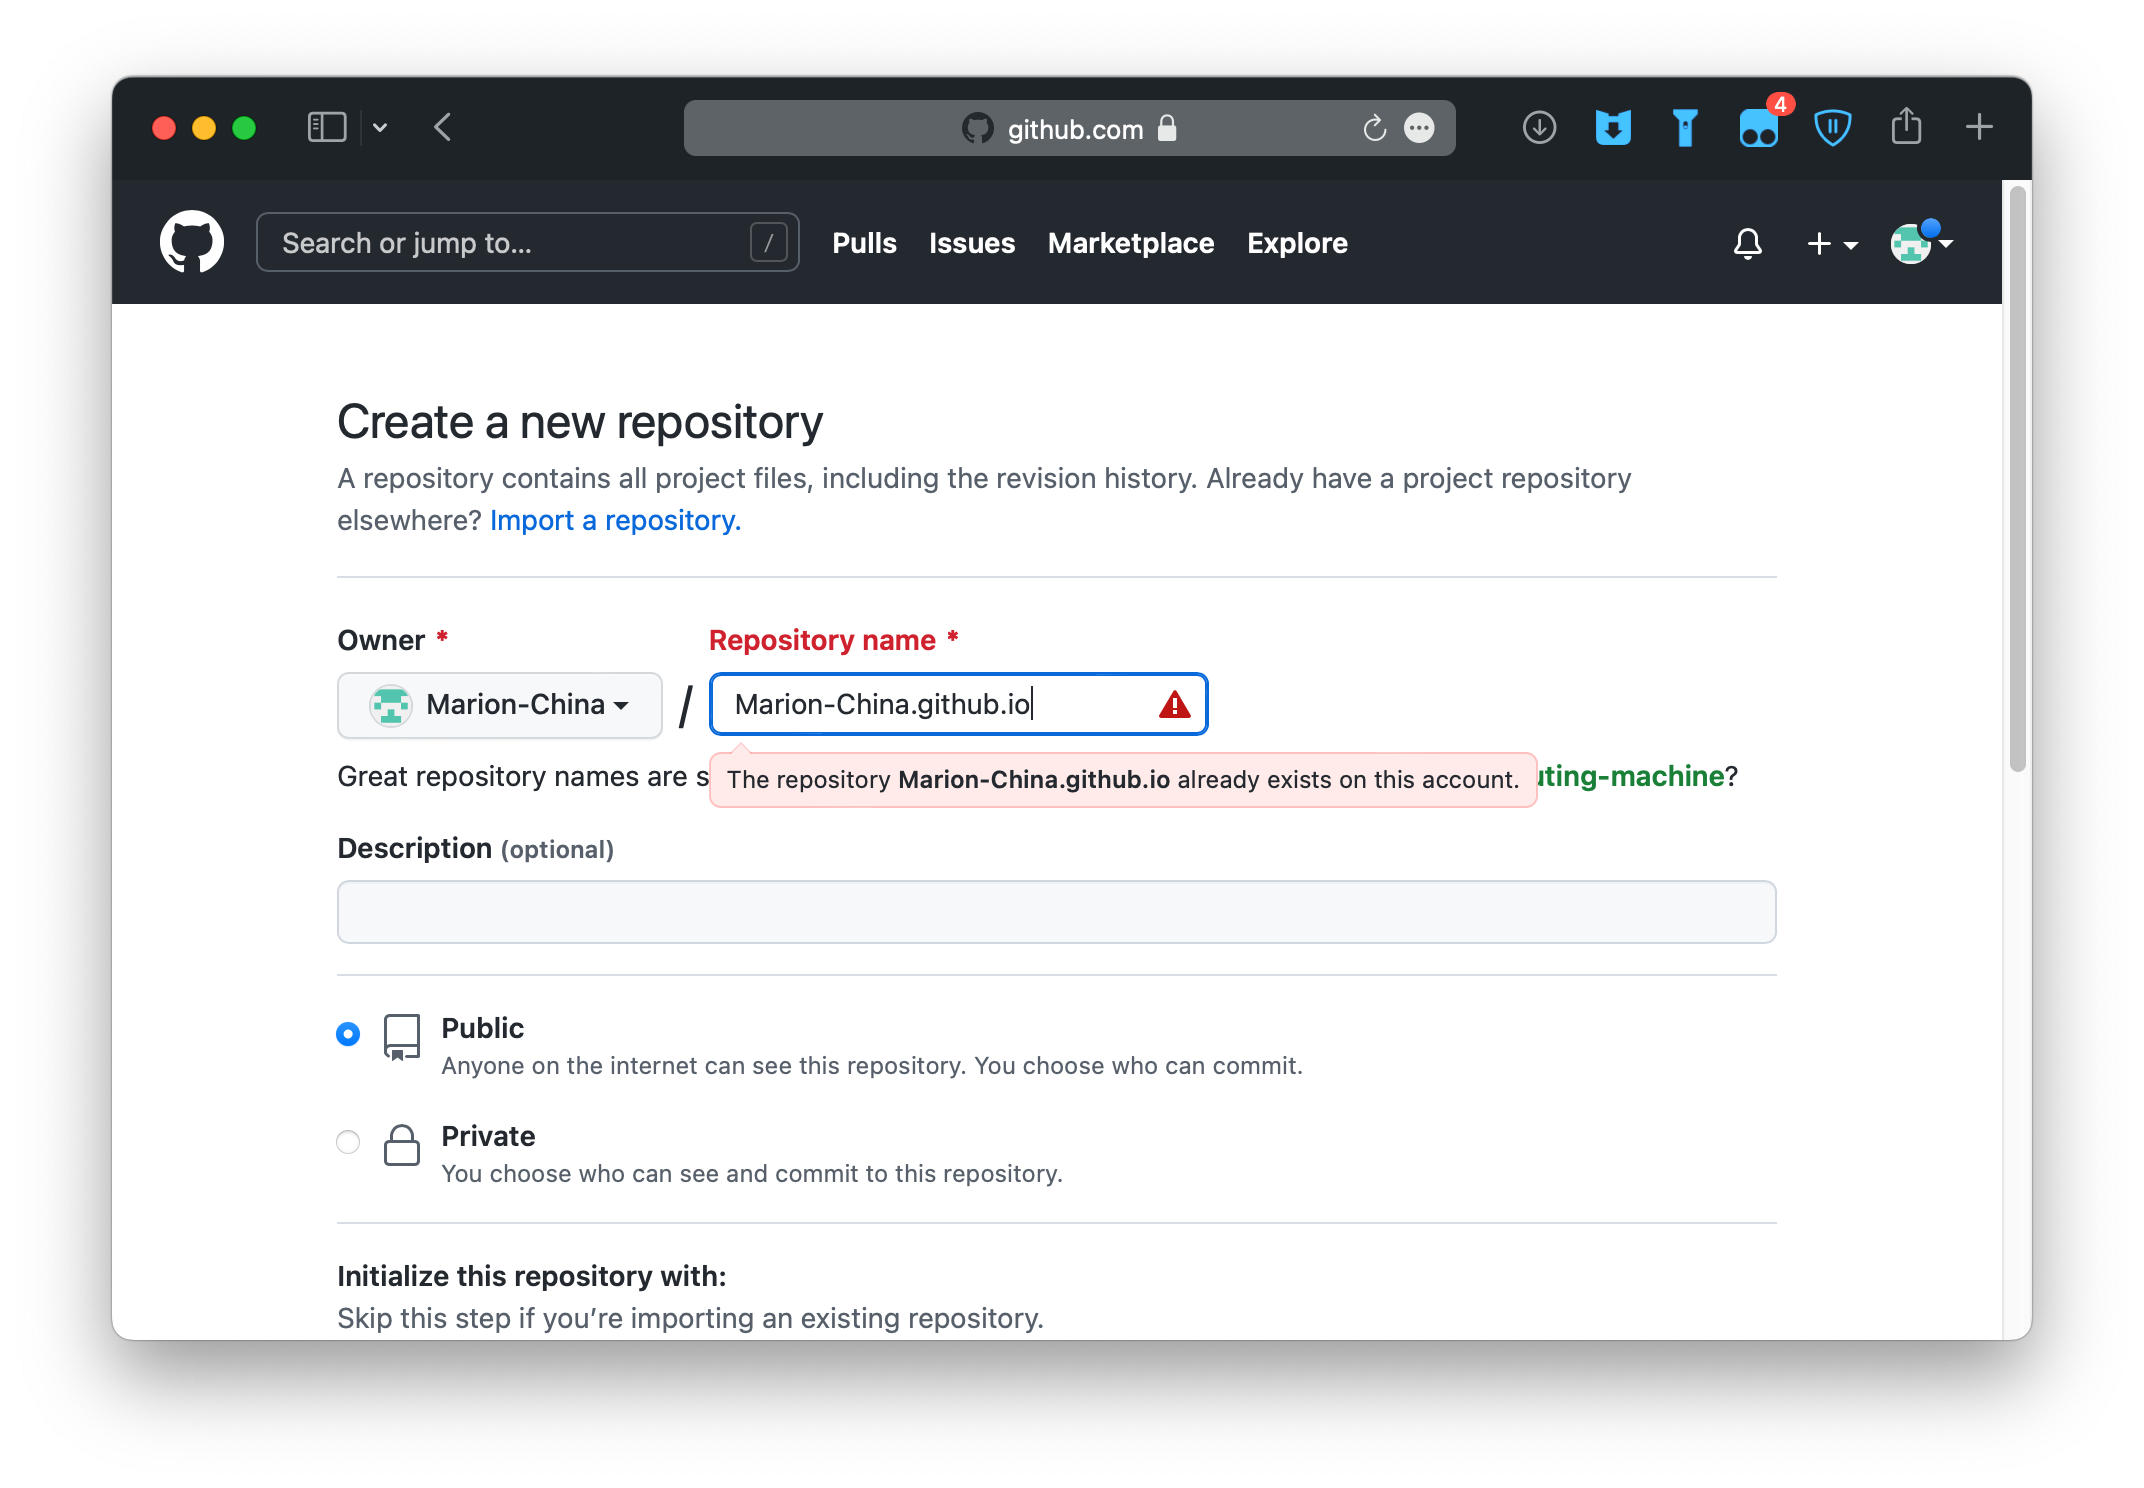 github.com
4
Search or jump to... /
Pulls Issues Marketplace Explore
Create a new repository
A repository contains all project files, including the revision history. Already have a project repository
elsewhere? Import a repository.
Owner * Repository name *
Marion-China / Marion-China.github.io
Great repository names are s
The repository Marion-China.github.io already exists on this account.
uting-machine?
Description (optional)
Public
Anyone on the internet can see this repository. You choose who can commit.
Private
You choose who can see and commit to this repository.
Initialize this repository with:
Skip this step if you’re importing an existing repository.